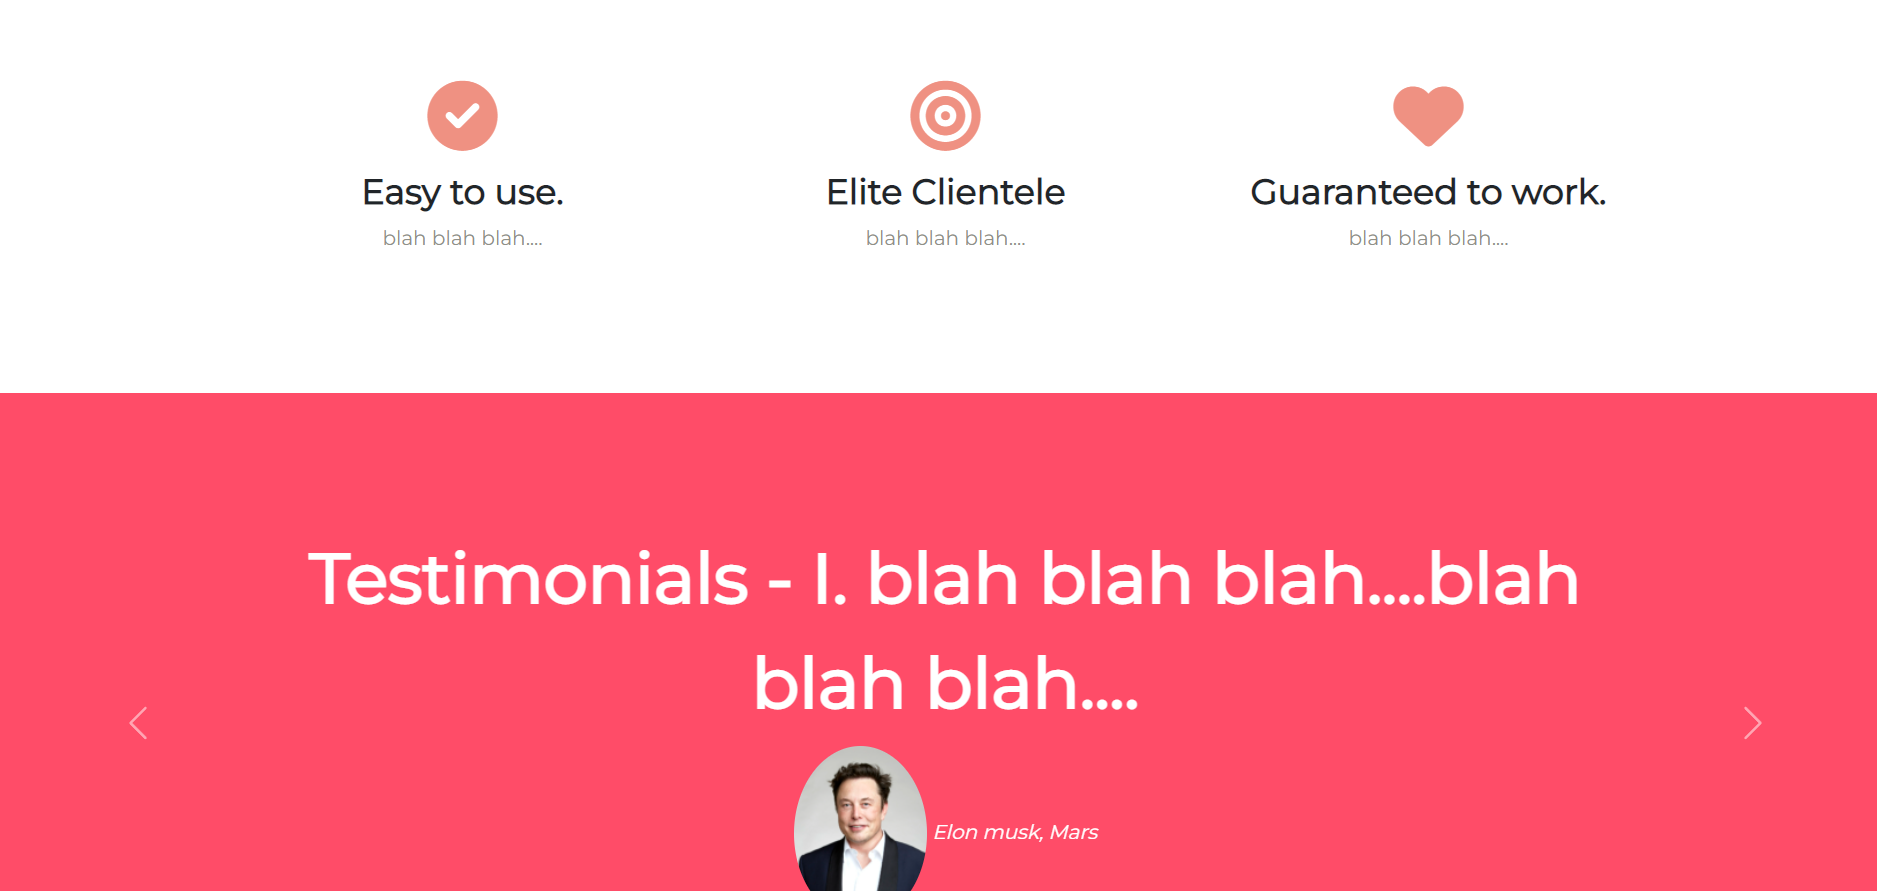 Easy to use.
Elite Clientele
Guaranteed to work.
blah blah blah....
blah blah blah....
blah blah blah....
Testimonials - I. blah blah blah....blah
blah blah....
Elon musk, Mars